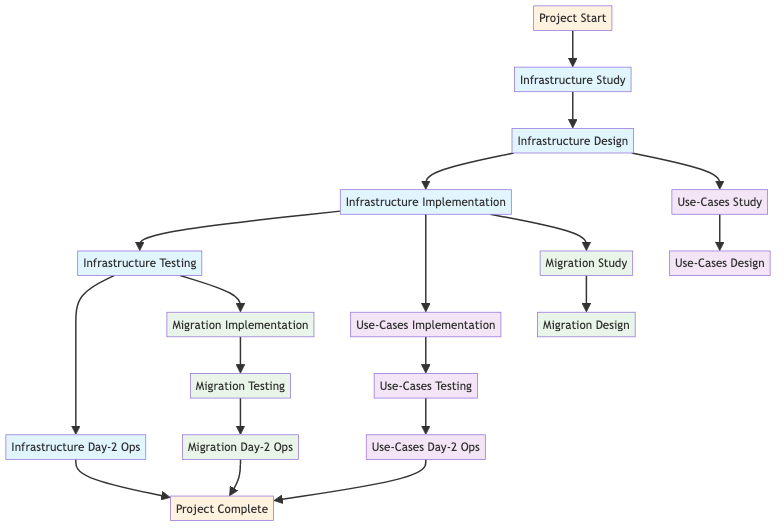 Project Start
Infrastructure Study
Infrastructure Design
Infrastructure Implementation
Use-Cases Study
Infrastructure Testing
Migration Study
Use-Cases Design
Migration Implementation
Use-Cases Implementation
Migration Design
Migration Testing
Use-Cases Testing
Infrastructure Day-2 Ops
Migration Day-2 Ops
Use-Cases Day-2 Ops
Project Complete